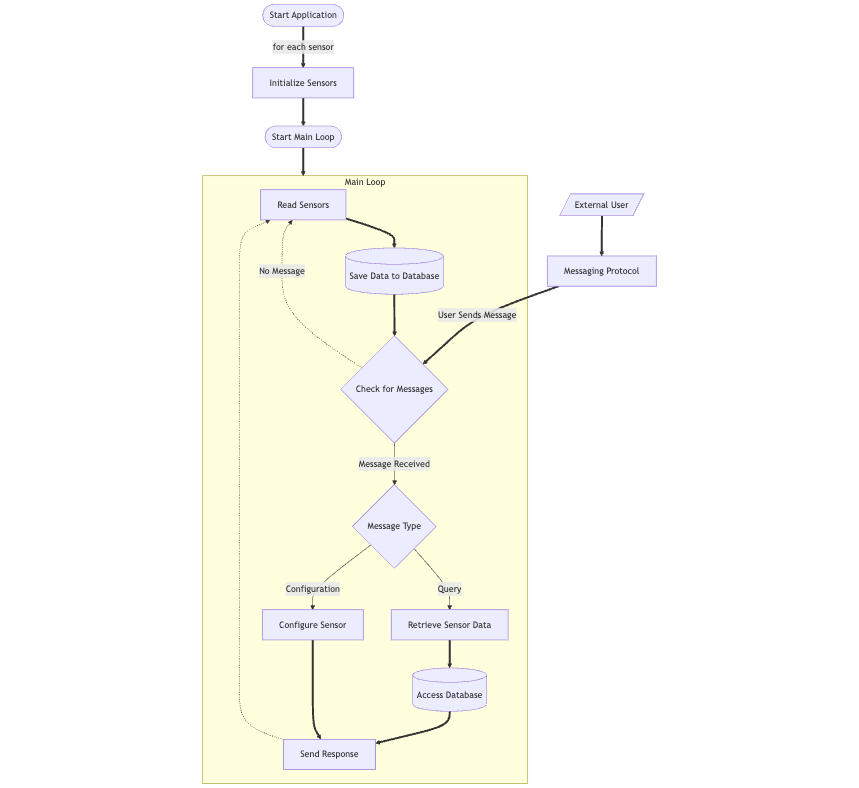 Start Application
for each sensor
Initialize Sensors
Start Main Loop
Main Loop
Read Sensors
External User
No Message
Save Data to Database
Messaging Protocol
User Sends Message
Check for Messages
Message Received
Message Type
Configuration
Query
Configure Sensor
Retrieve Sensor Data
Access Database
Send Response